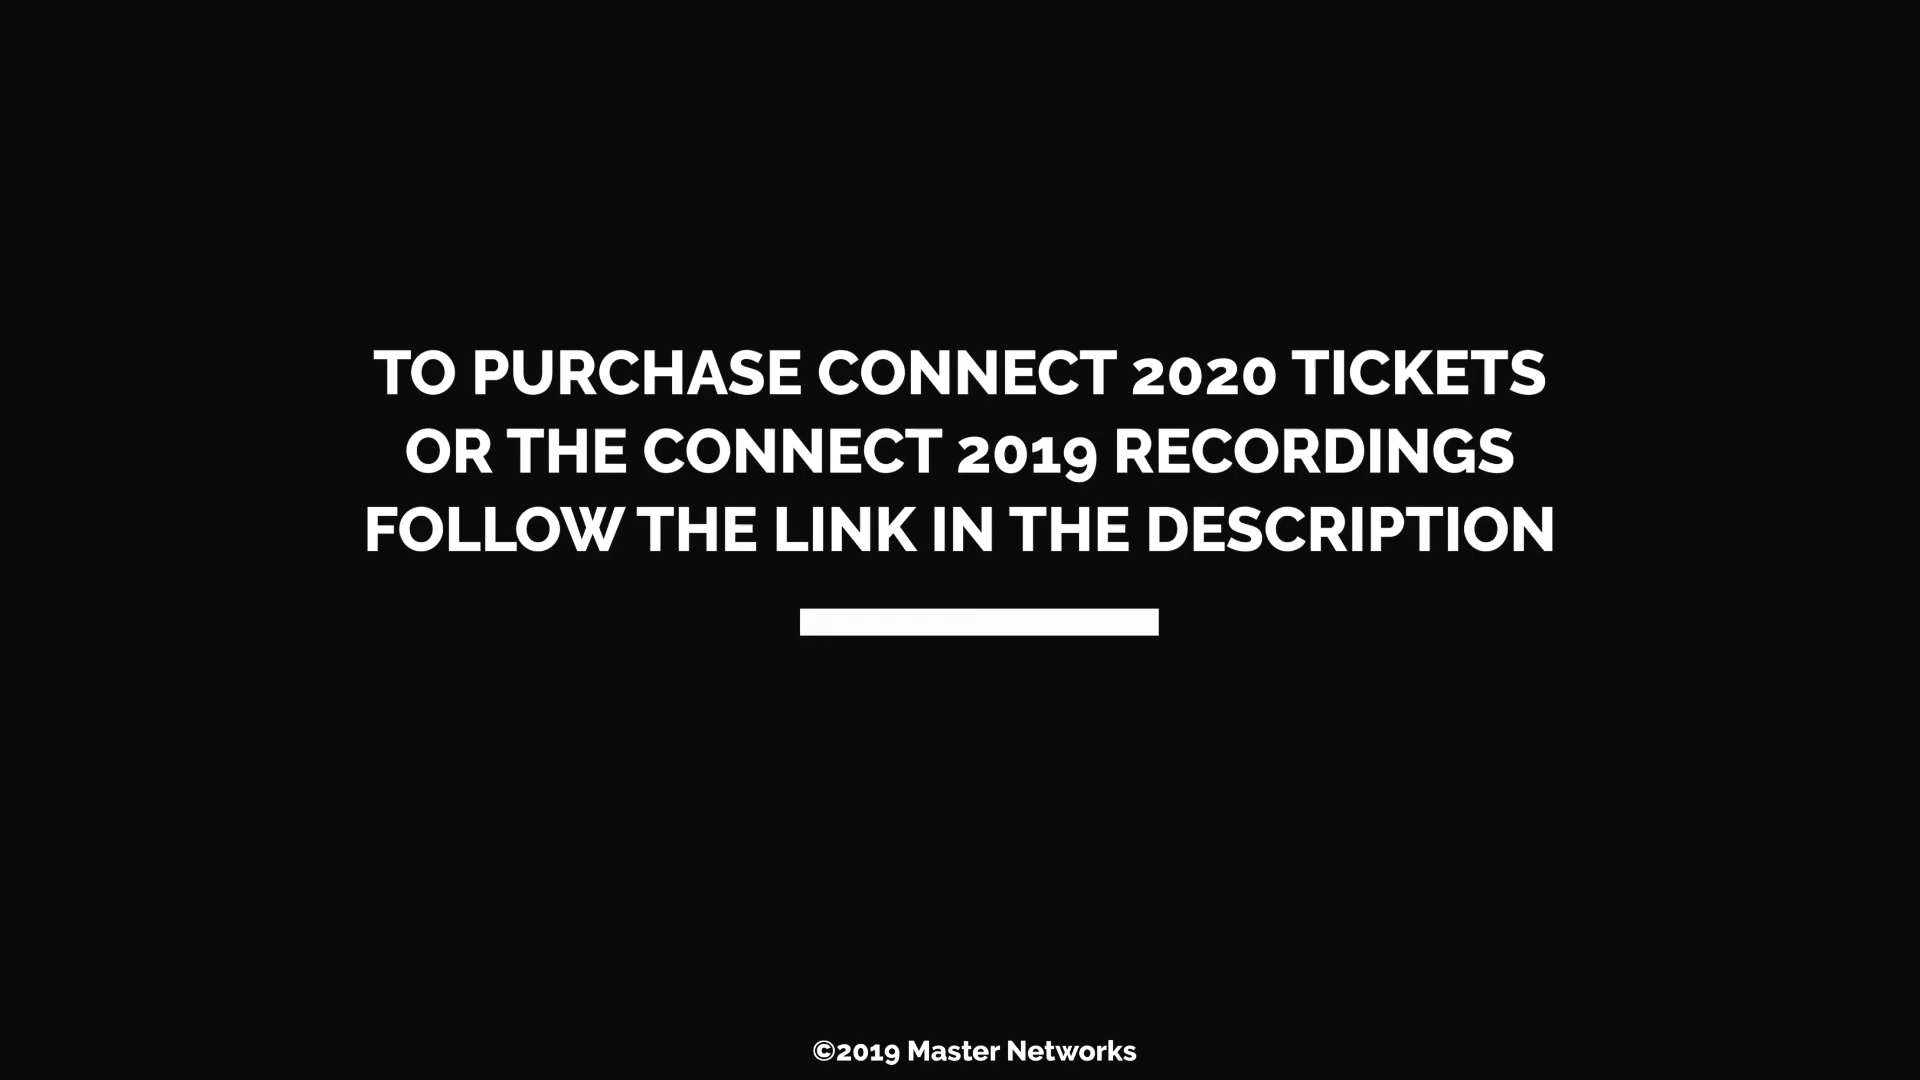 TO PURCHASE CONNECT 2020 TICKETS
OR THE CONNECT 2019 RECORDINGS
FOLLOW THE LINK IN THE DESCRIPTION
©2019 Master Networks